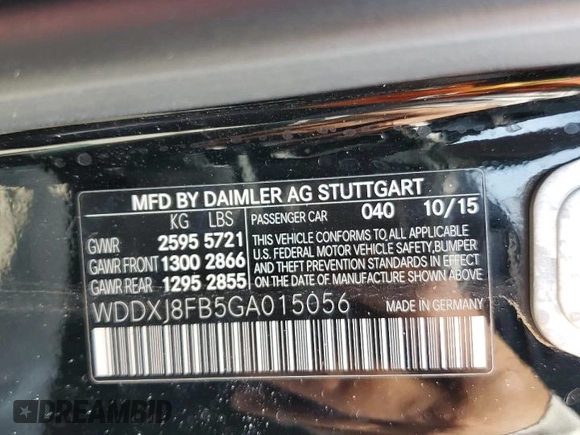 MFD BY DAIMLER AG STUTTGART
KG LBS PASSENGER CAR 040 10/15
GVWR 2595 5721
GAWR FRONT 1300 2866
GAWR REAR 1295 2855
THIS VEHICLE CONFORMS TO ALL APPLICABLE
U.S. FEDERAL MOTOR VEHICLE SAFETY, BUMPER
AND THEFT PREVENTION STANDARDS IN EFFECT
ON THE DATE OF MANUFACTURE SHOWN ABOVE
WDDXJ8FB5GA015056 MADE IN GERMANY
DREAMBID